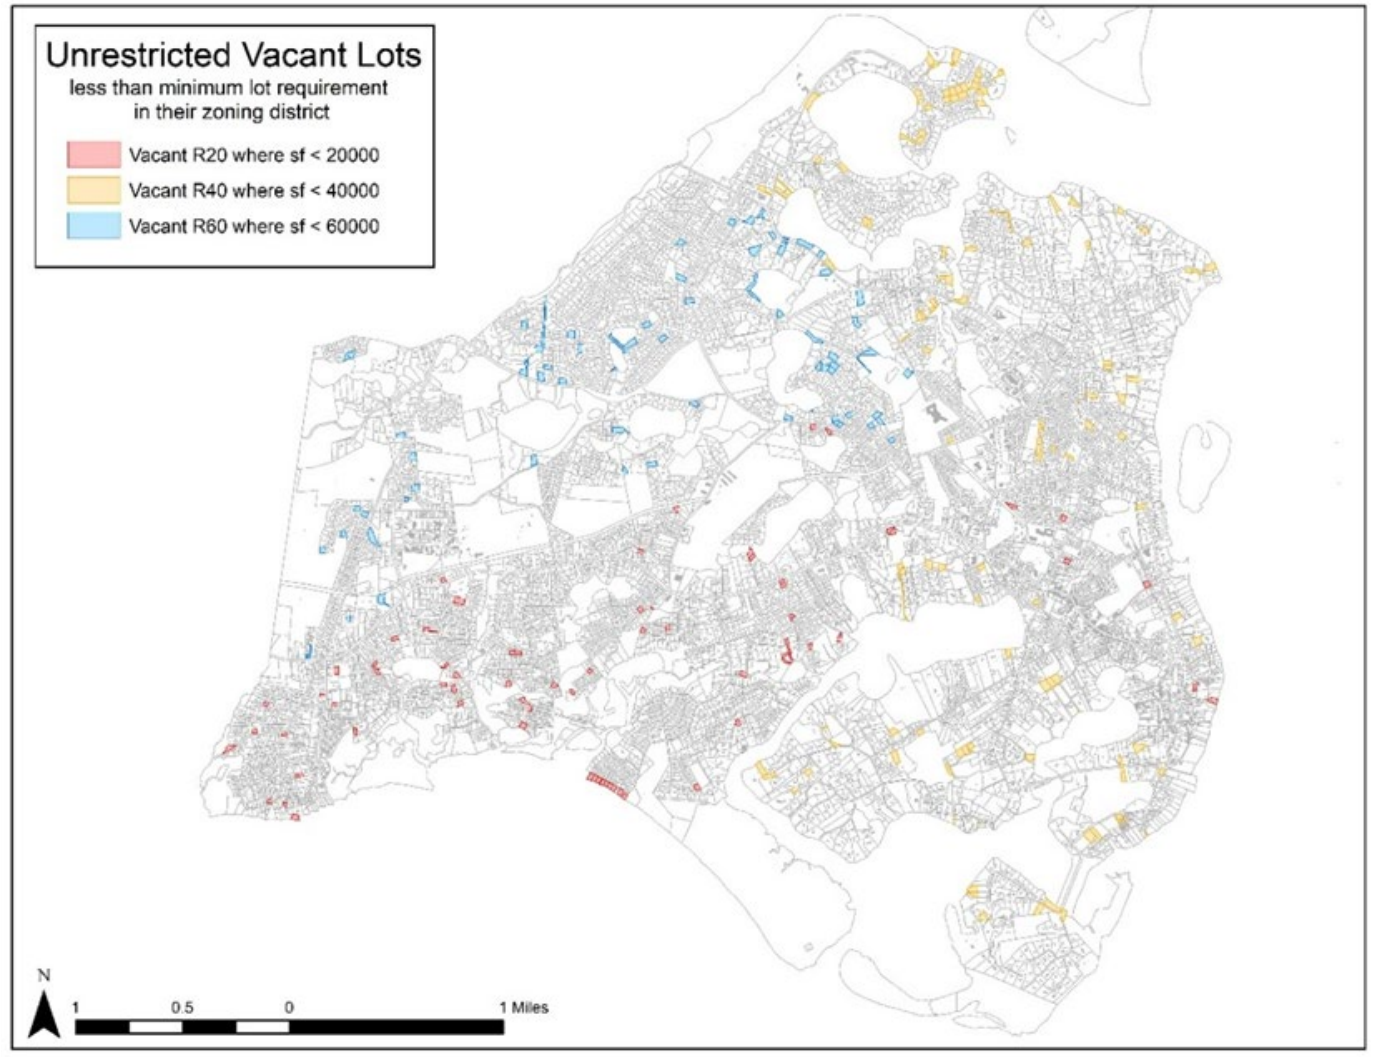 Unrestricted Vacant Lots
less than minimum lot requirement
in their zoning district
Vacant R20 where sf < 20000
Vacant R40 where sf < 40000
Vacant R60 where sf < 60000
N
1 0.5 0 1 Miles